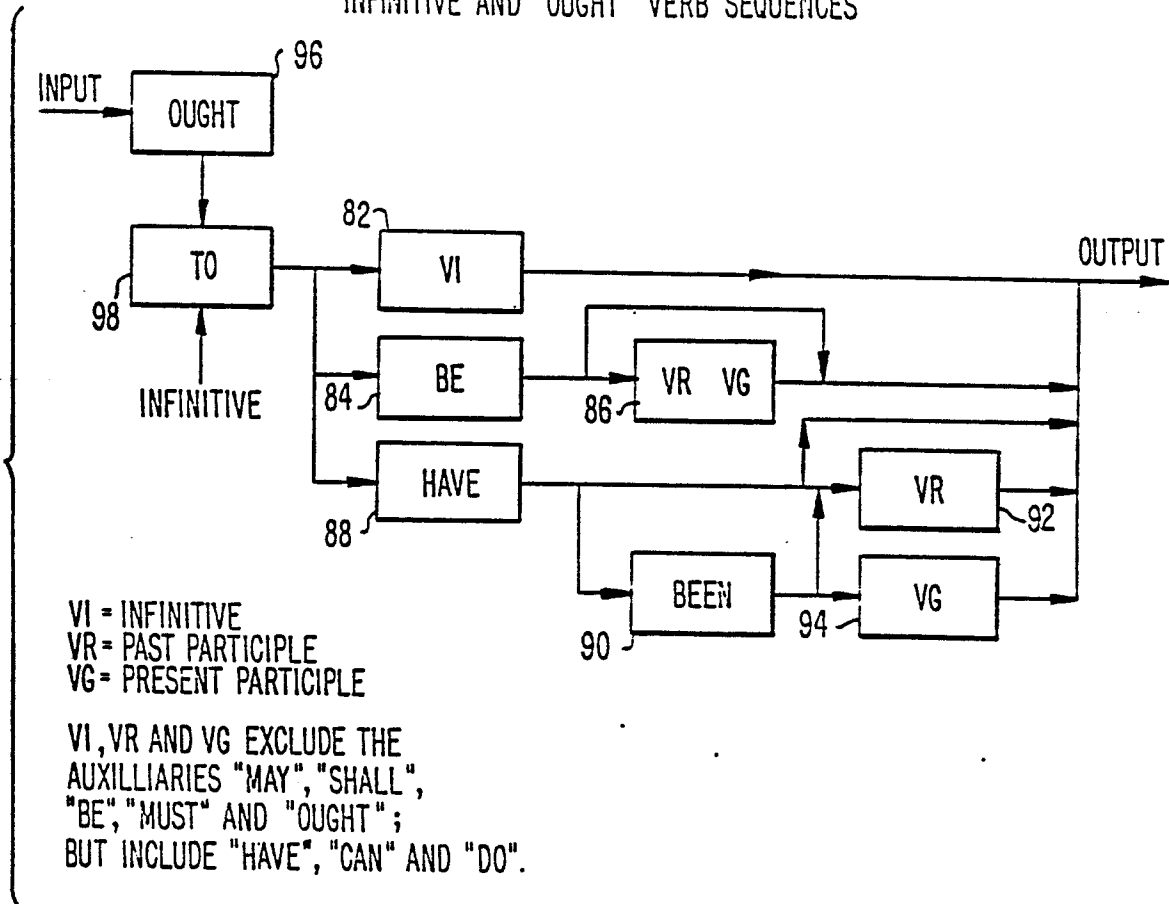 INFINITIVE AND "OUGHT" VERB SEQUENCES
96
INPUT
OUGHT
82
TO
VI
OUTPUT
98
BE
VR VG
84
86
INFINITIVE
HAVE
VR
88
92
BEEN
VG
90
94
VI = INFINITIVE
VR = PAST PARTICIPLE
VG = PRESENT PARTICIPLE
VI, VR AND VG EXCLUDE THE
AUXILLIARIES "MAY", "SHALL",
"BE", "MUST" AND "OUGHT";
BUT INCLUDE "HAVE", "CAN" AND "DO".